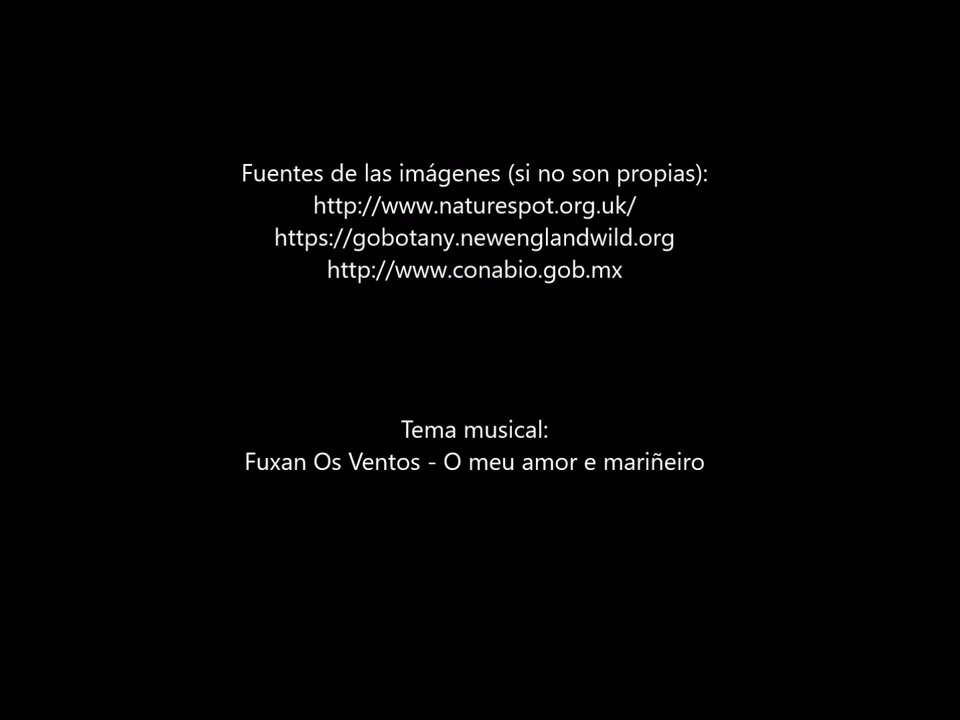 Fuentes de las imágenes (si no son propias):
http://www.naturespot.org.uk/
https://gobotany.newenglandwild.org
http://www.conabio.gob.mx
Tema musical:
Fuxan Os Ventos - O meu amor e mariñeiro